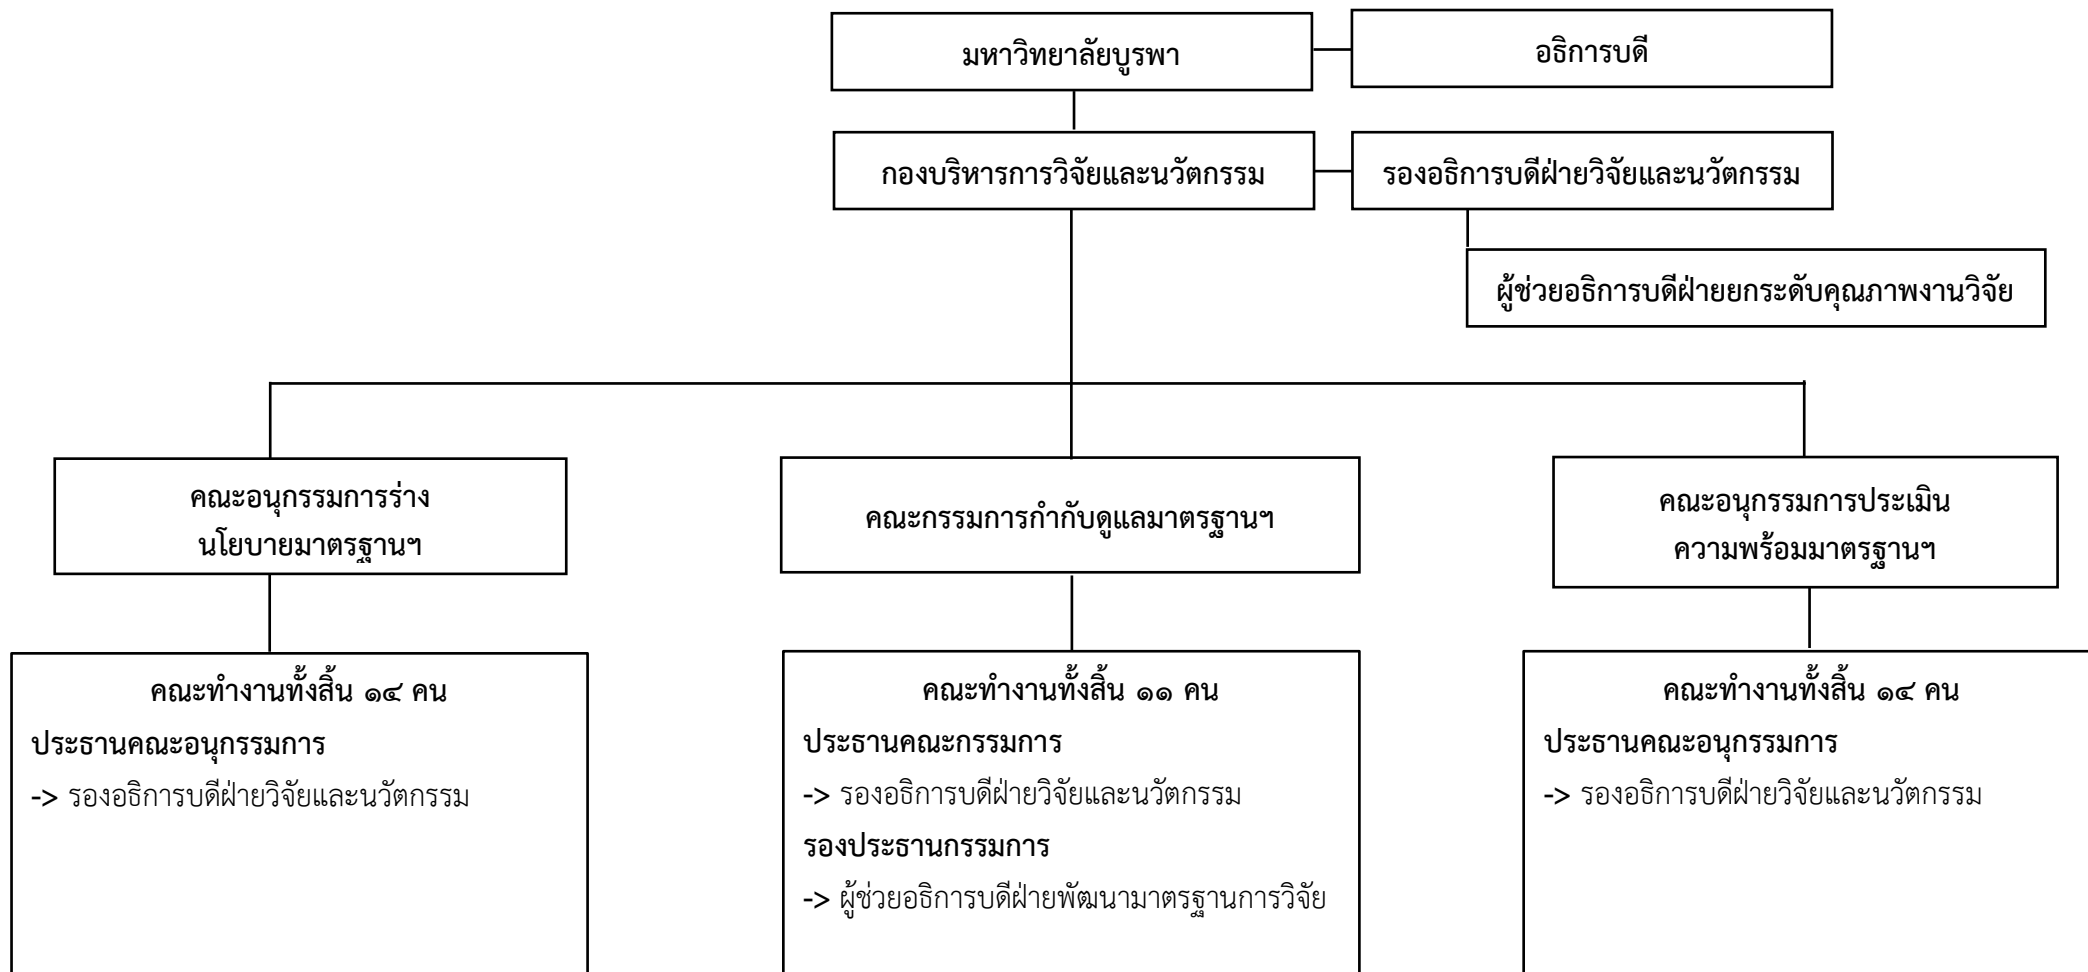 มหาวิทยาลัยบูรพา
อธิการบดี
กองบริหารการวิจัยและนวัตกรรม
รองอธิการบดีฝ่ายวิจัยและนวัตกรรม
ผู้ช่วยอธิการบดีฝ่ายยกระดับคุณภาพงานวิจัย
คณะอนุกรรมการร่าง
นโยบายมาตรฐานฯ
คณะกรรมการกำกับดูแลมาตรฐานฯ
คณะอนุกรรมการประเมิน
ความพร้อมมาตรฐานฯ
คณะทำงานทั้งสิ้น ๑๔ คน
ประธานคณะอนุกรรมการ
-> รองอธิการบดีฝ่ายวิจัยและนวัตกรรม
คณะทำงานทั้งสิ้น ๑๑ คน
ประธานคณะกรรมการ
-> รองอธิการบดีฝ่ายวิจัยและนวัตกรรม
รองประธานกรรมการ
-> ผู้ช่วยอธิการบดีฝ่ายพัฒนามาตรฐานการวิจัย
คณะทำงานทั้งสิ้น ๑๔ คน
ประธานคณะอนุกรรมการ
-> รองอธิการบดีฝ่ายวิจัยและนวัตกรรม